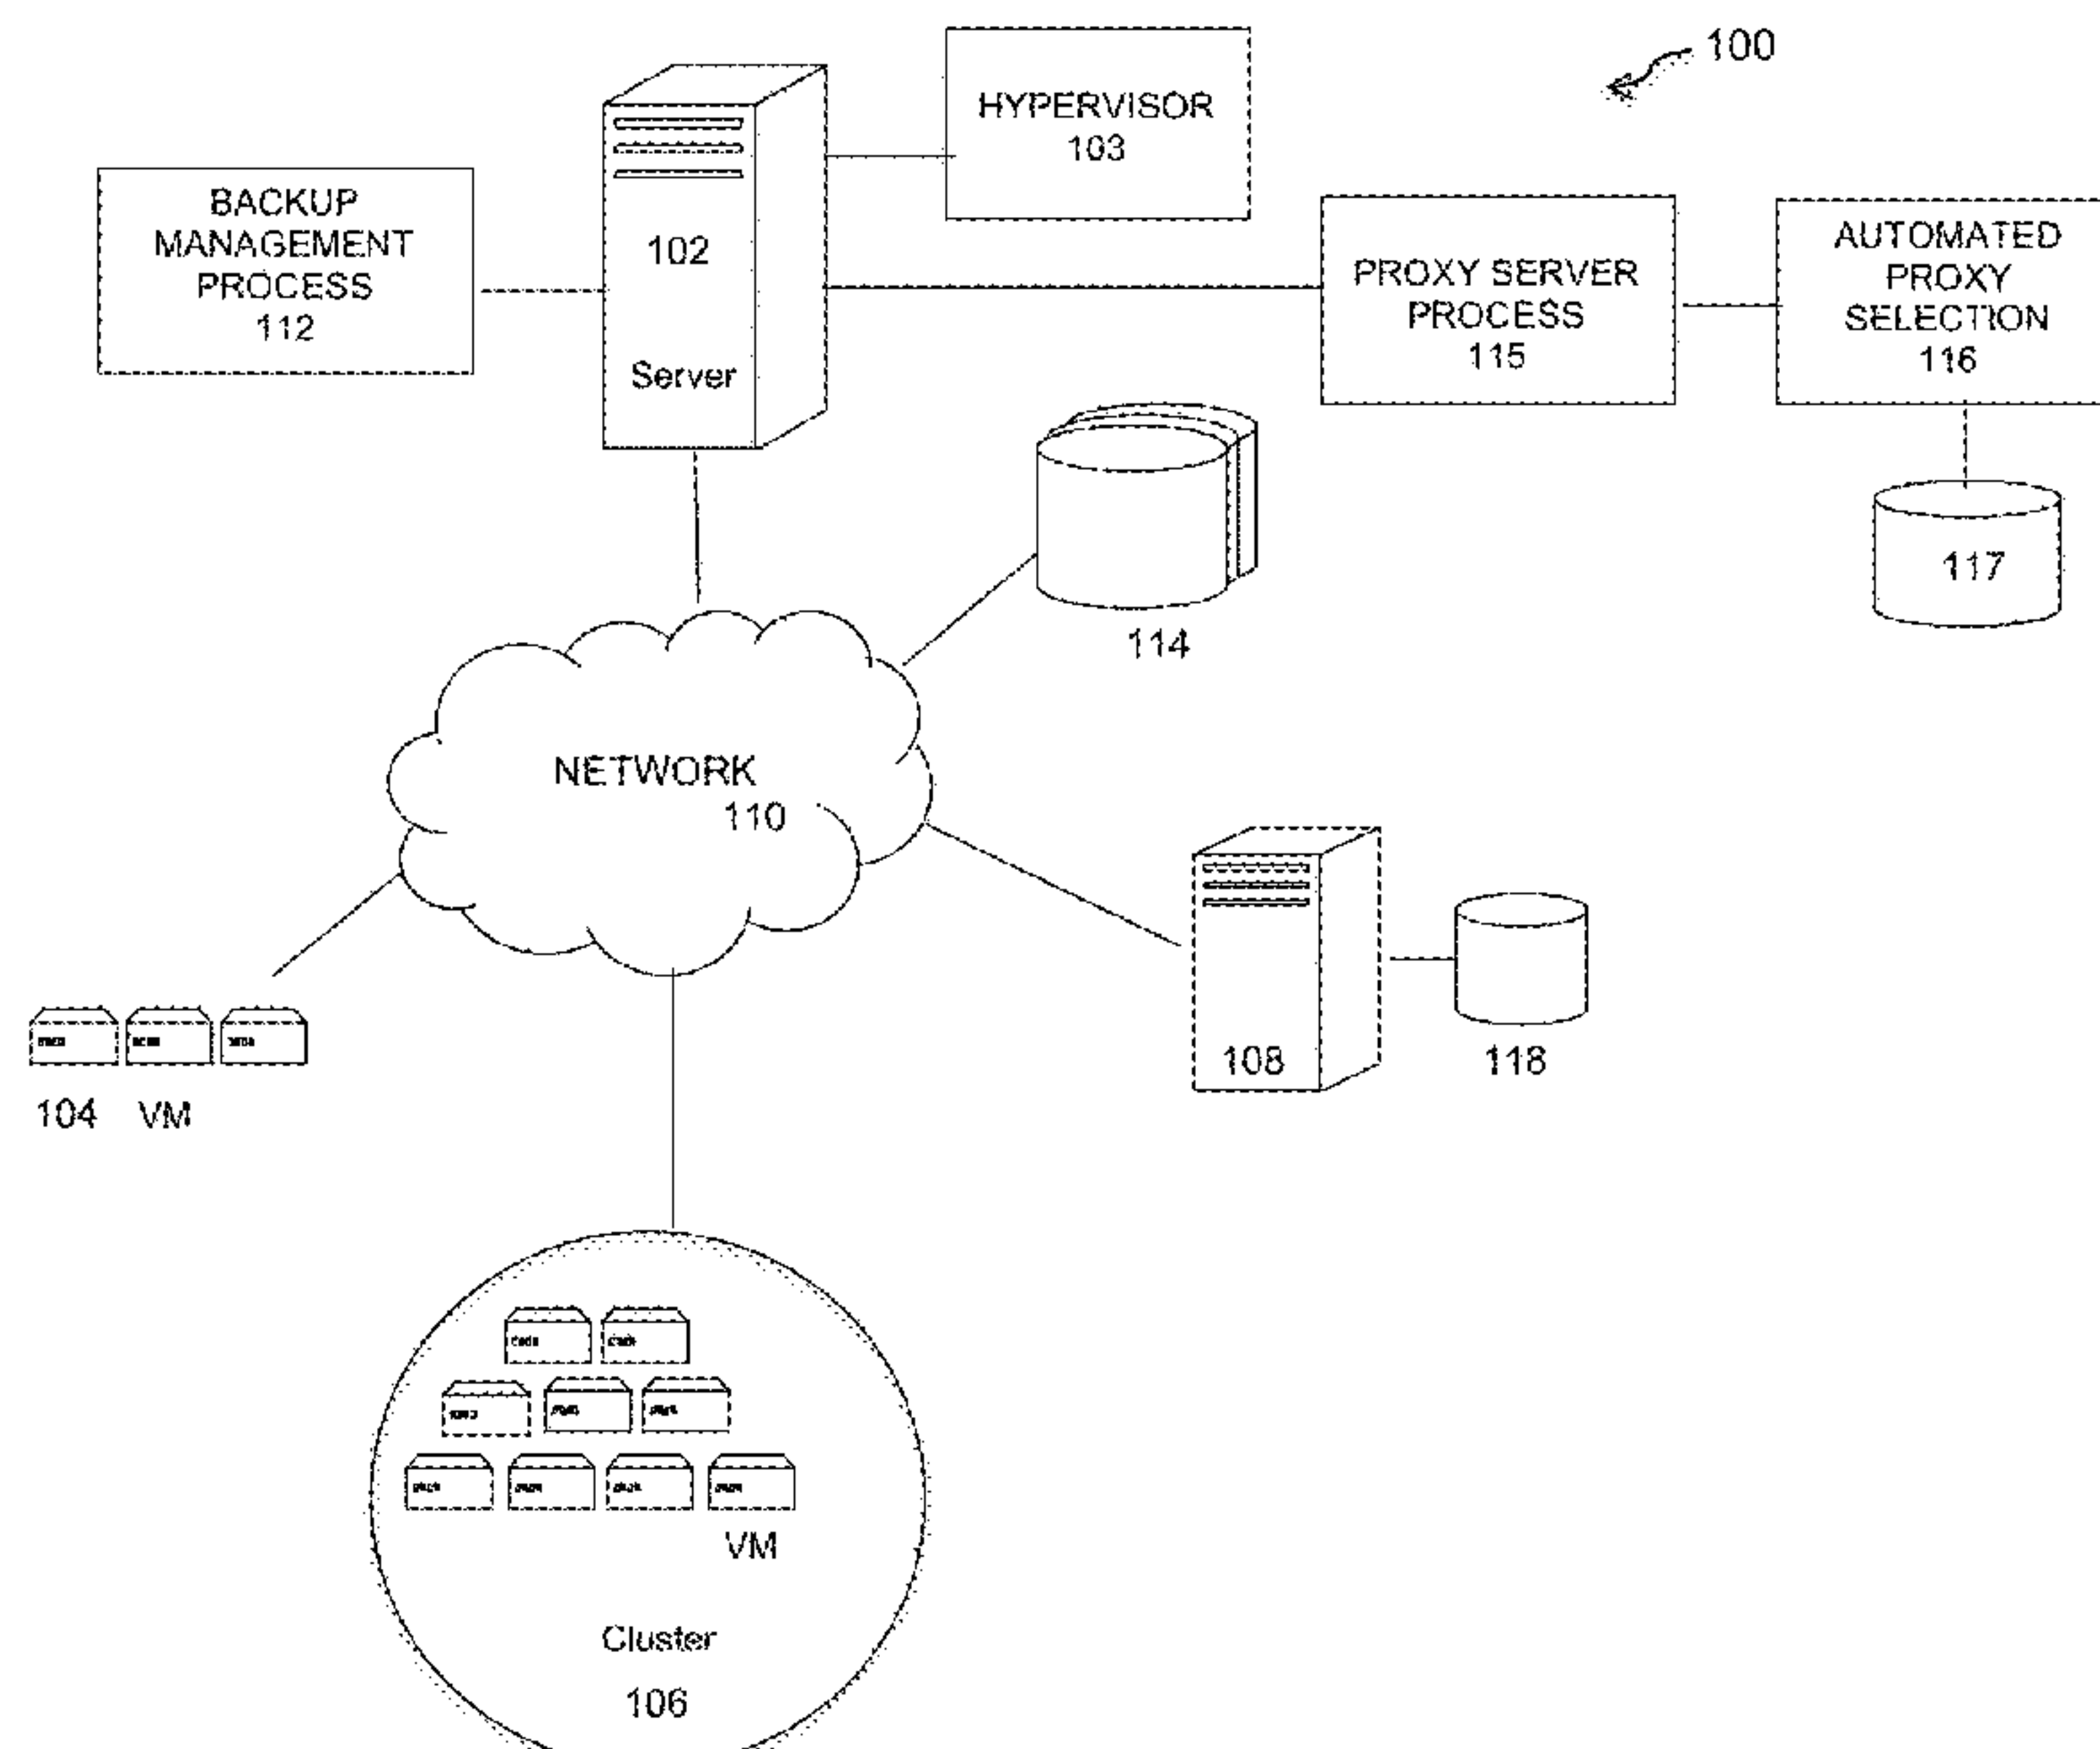 100
HYPERVISOR
103
BACKUP
MANAGEMENT
PROCESS
112
102
Server
PROXY SERVER
PROCESS
115
AUTOMATED
PROXY
SELECTION
116
117
114
NETWORK
110
108
118
104 VM
VM
Cluster
106